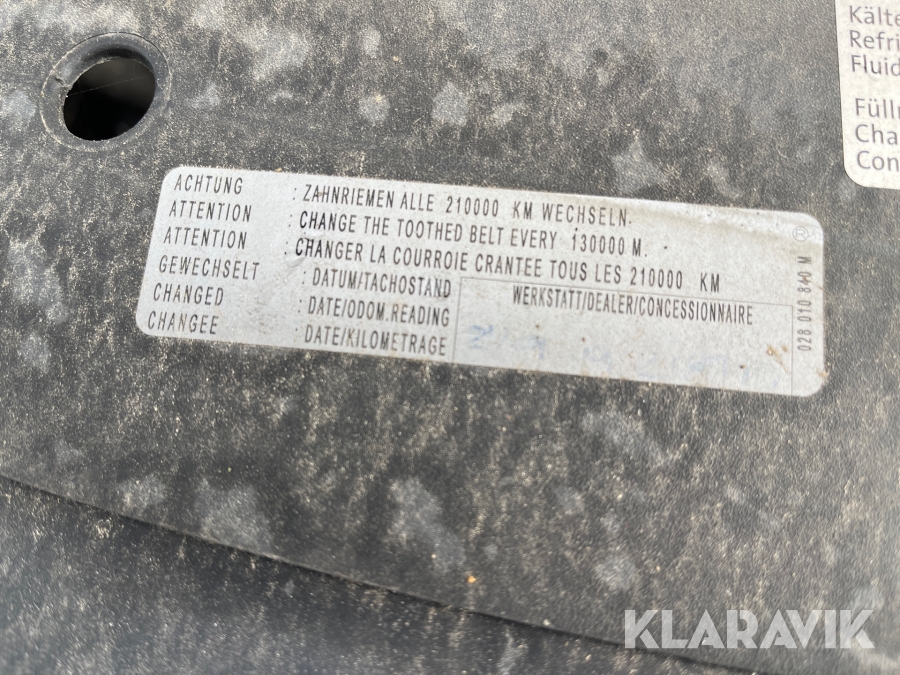 Kälte
Refri
Fluid
Füllr
Cha
Con
ACHTUNG : ZAHNRIEMEN ALLE 210000 KM WECHSELN.
ATTENTION : CHANGE THE TOOTHED BELT EVERY 130000 M.
ATTENTION : CHANGER LA COURROIE CRANTEE TOUS LES 210000 KM
GEWECHSELT : DATUM/TACHOSTAND WERKSTATT/DEALER/CONCESSIONNAIRE
CHANGED : DATE/ODOM.READING
CHANGEE : DATE/KILOMETRAGE
028 010 840 M ®
KLARAVIK